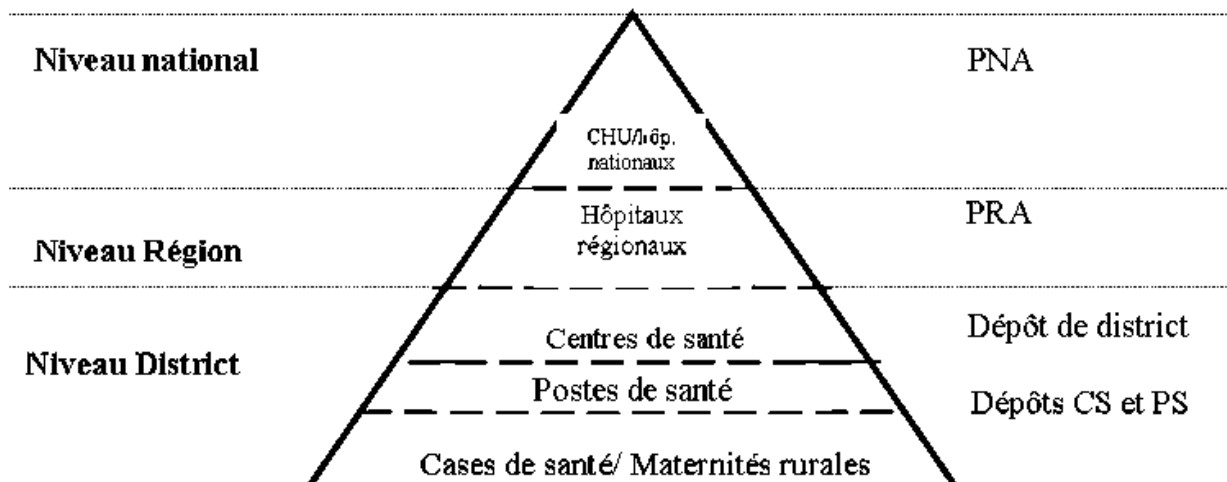 Niveau national
PNA
CHU/hôp.
nationaux
Hôpitaux
régionaux
PRA
Niveau Région
Centres de santé
Dépôt de district
Niveau District
Postes de santé
Dépôts CS et PS
Cases de santé/ Maternités rurales